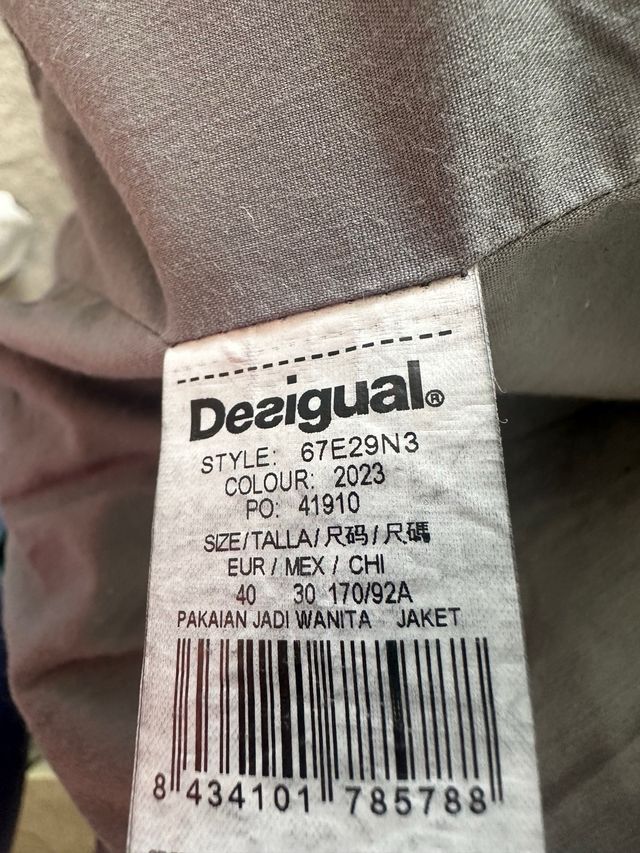 Desigual®
STYLE: 67E29N3
COLOUR: 2023
PO: 41910
SIZE/TALLA/尺码/尺碼
EUR / MEX / CHI
40 30 170/92A
PAKAIAN JADI WANITA JAKET
8 434101 785788